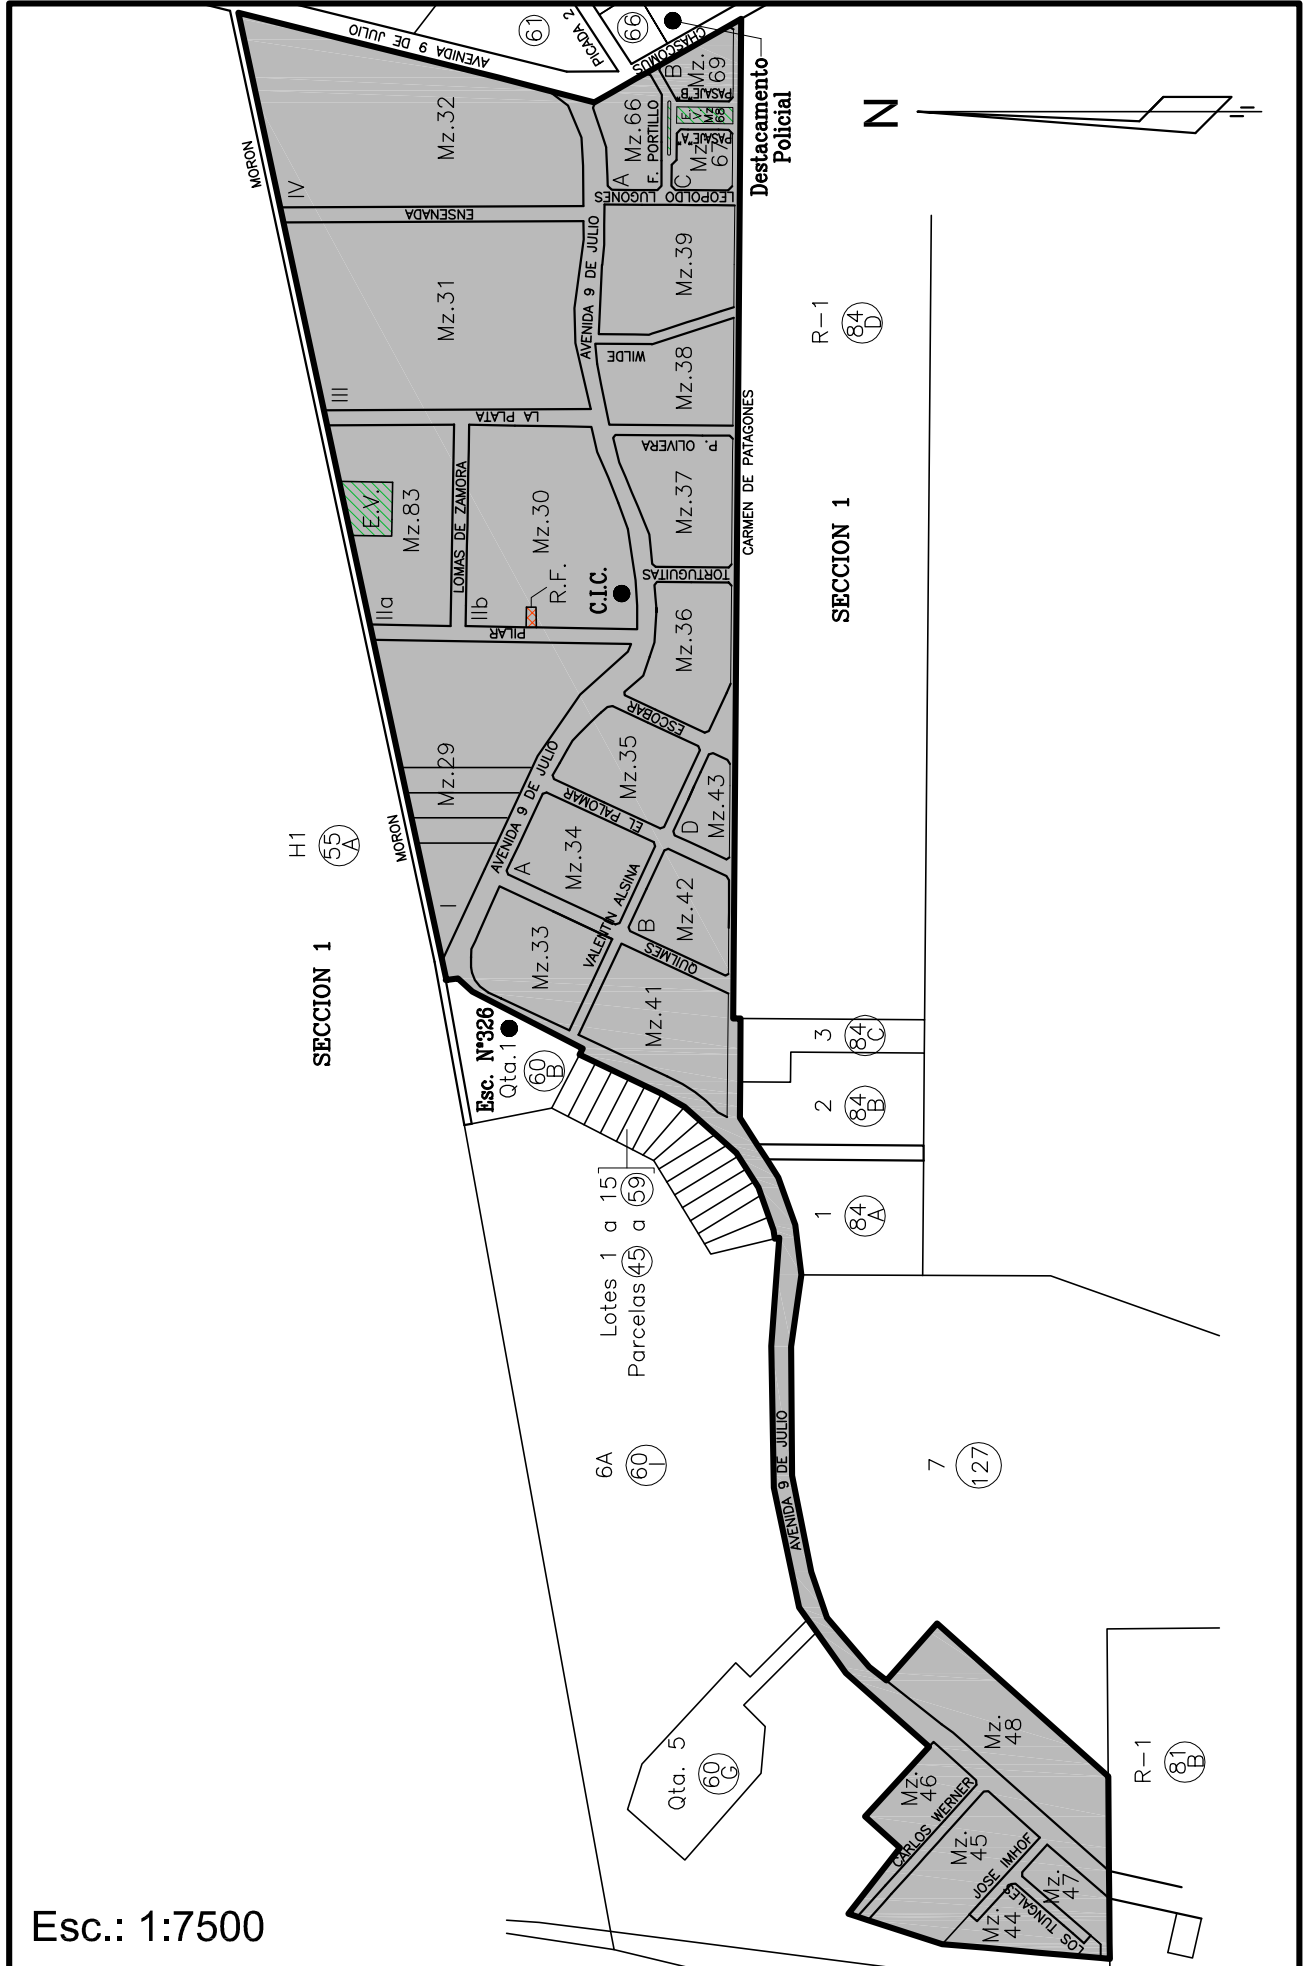 AVENIDA 9 DE JULIO
PICADA 2
61
66
CHASCOMUS
MORON
Mz.32
IV
ENSENADA
Mz.66
A
F. PORTILLO
B
Mz.
69
PASAJE"B"
E.
V.
Mz
68
PASAJE"A"
Mz.
67
C
LEOPOLDO LUGONES
Destacamento
Policial
N
Mz.31
III
AVENIDA 9 DE JULIO
Mz.39
WILDE
Mz.38
R-1
84
D
LA PLATA
P. OLIVERA
CARMEN DE PATAGONES
E.V.
Mz.83
IIa
LOMAS DE ZAMORA
Mz.30
IIb
R.F.
C.I.C.
PILAR
Mz.37
TORTUGUITAS
Mz.36
SECCION 1
ESCOBAR
Mz.29
I
MORON
AVENIDA 9 DE JULIO
Mz.35
EL PALOMAR
Mz.34
A
D
Mz.43
H1
55
A
SECCION 1
VALENTIN ALSINA
Mz.33
B
Mz.42
QUILMES
Mz.41
Esc. N°326
Qta.1
60
B
3
84
C
2
84
B
1
84
A
Lotes 1 a 15
Parcelas 45 a 59
6A
60
I
AVENIDA 9 DE JULIO
7
127
Qta. 5
60
G
Mz.
48
Mz.
46
CARLOS WERNER
Mz.
45
JOSE IMHOF
Mz.
47
LOS TUNGALES
Mz.
44
R-1
81
B
Esc.: 1:7500